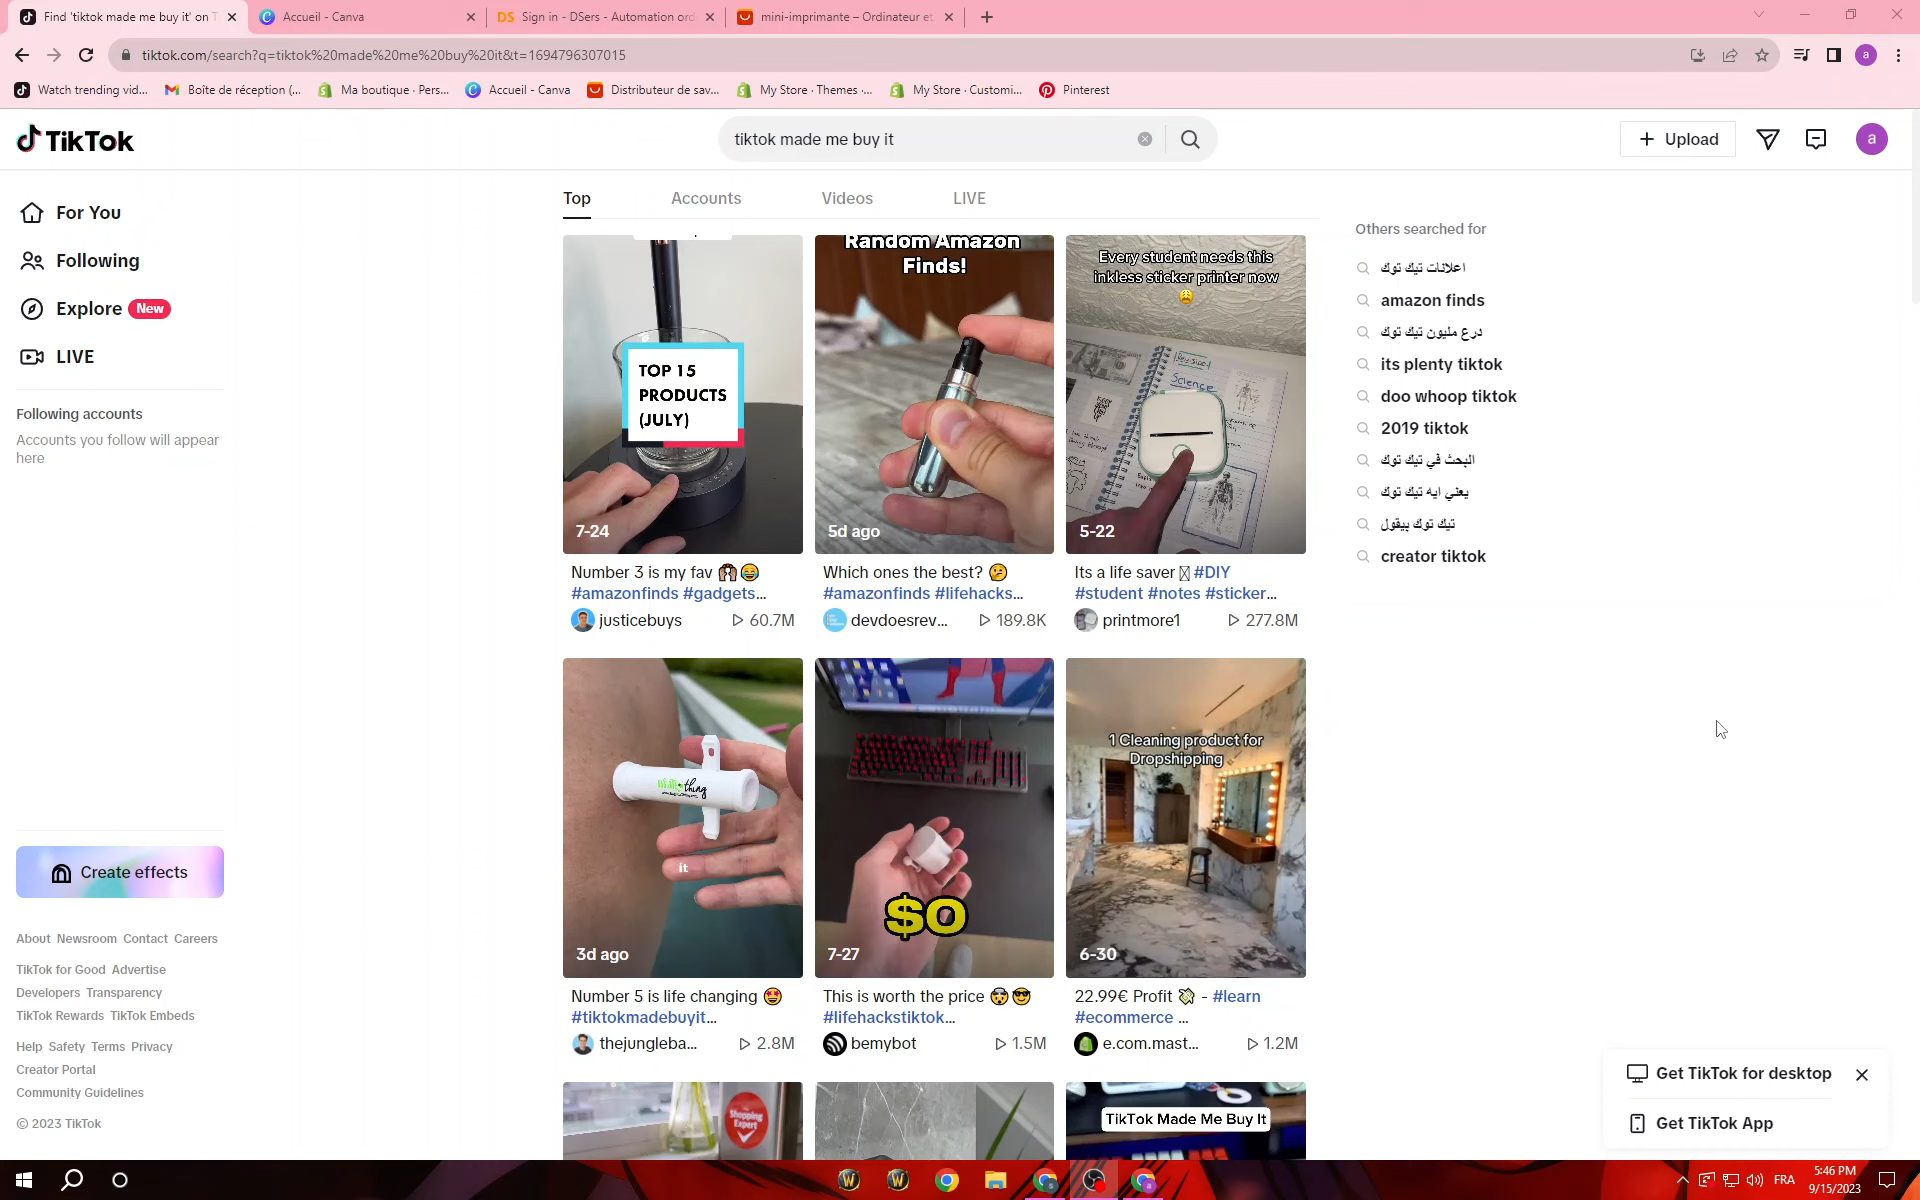 Find 'tiktok made me buy it' on T
Accueil - Canva
DS Sign in - DSers - Automation ord
mini-imprimante – Ordinateur et
tiktok.com/search?q=tiktok%20made%20me%20buy%20it&t=1694796307015
Watch trending vid...
Boîte de réception (...
Ma boutique · Pers...
Accueil - Canva
Distributeur de sav...
My Store · Themes ·...
My Store · Customi...
Pinterest
a
TikTok
tiktok made me buy it
Upload
a
For You
Following
Explore New
LIVE
Following accounts
Accounts you follow will appear
here
Create effects
About Newsroom Contact Careers
TikTok for Good Advertise
Developers Transparency
TikTok Rewards TikTok Embeds
Help Safety Terms Privacy
Creator Portal
Community Guidelines
© 2023 TikTok
Top Accounts Videos LIVE
TOP 15
PRODUCTS
(JULY)
7-24
Number 3 is my fav 🙌😂
#amazonfinds #gadgets...
justicebuys 60.7M
Random Amazon
Finds!
5d ago
Which ones the best? 🤔
#amazonfinds #lifehacks...
devdoesrev... 189.8K
Every student needs this
inkless sticker printer now
😩
Science
5-22
Its a life saver #DIY
#student #notes #sticker...
printmore1 277.8M
thing
it
3d ago
Number 5 is life changing 🤩
#tiktokmadebuyit...
thejungleba... 2.8M
$0
7-27
This is worth the price 🤯😎
#lifehackstiktok...
bemybot 1.5M
1 Cleaning product for
Dropshipping
6-30
22.99€ Profit 💸 - #learn
#ecommerce ...
e.com.mast... 1.2M
Shopping
Expert
TikTok Made Me Buy It
Others searched for
اعلانات تيك توك
amazon finds
درع مليون تيك توك
its plenty tiktok
doo whoop tiktok
2019 tiktok
البحث في تيك توك
يعني ايه تيك توك
تيك توك بيقول
creator tiktok
Get TikTok for desktop
Get TikTok App
FRA
5:46 PM
9/15/2023